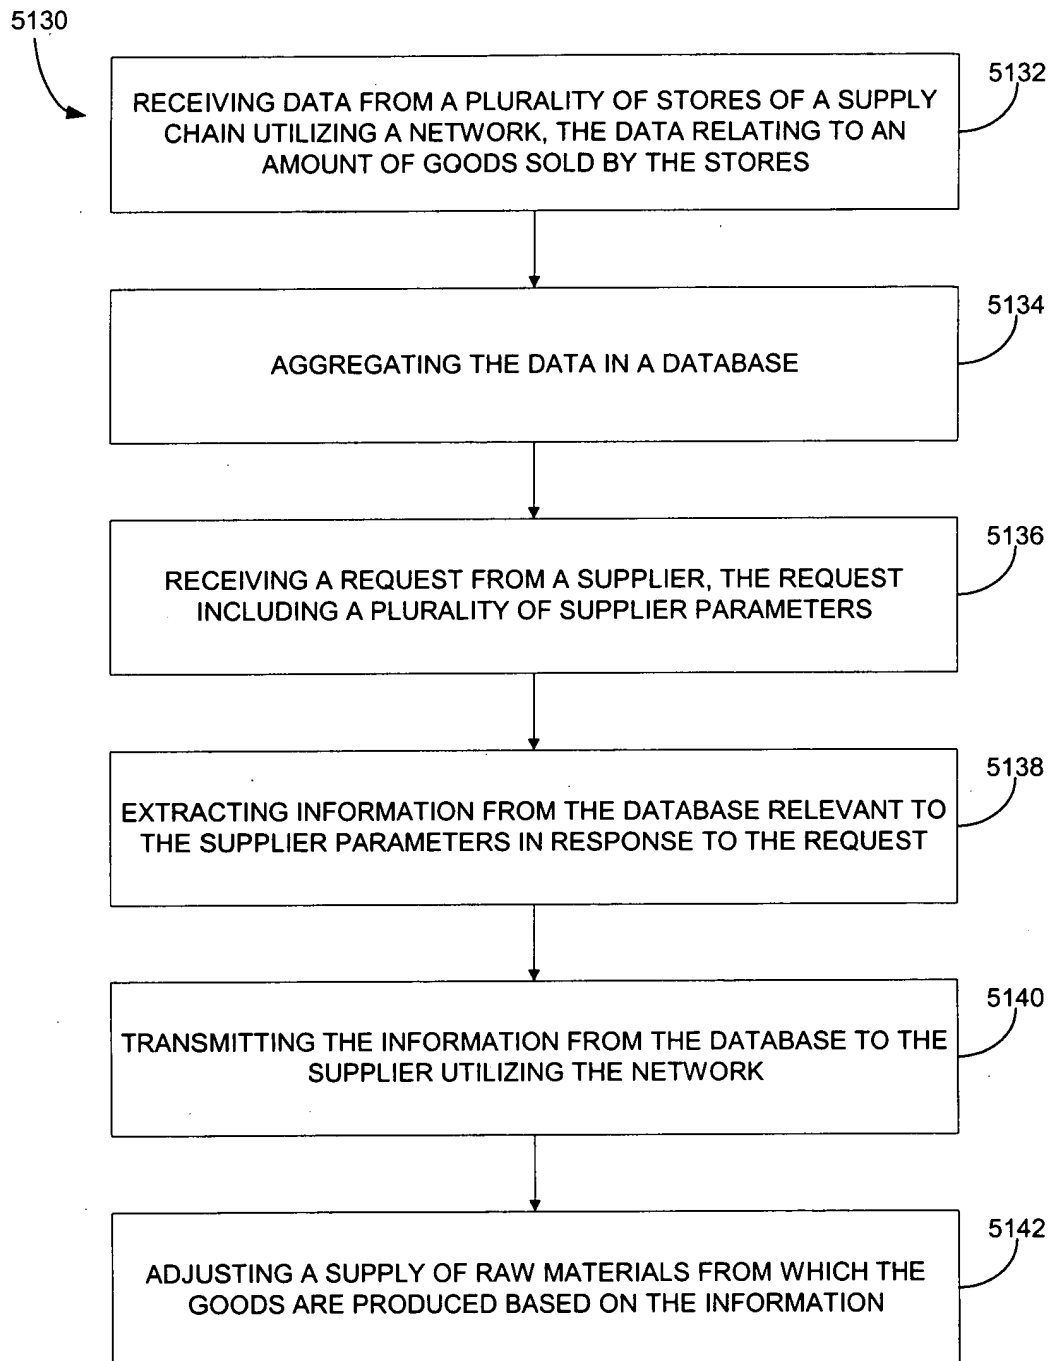 5130
5132
RECEIVING DATA FROM A PLURALITY OF STORES OF A SUPPLY
CHAIN UTILIZING A NETWORK, THE DATA RELATING TO AN
AMOUNT OF GOODS SOLD BY THE STORES
5134
AGGREGATING THE DATA IN A DATABASE
5136
RECEIVING A REQUEST FROM A SUPPLIER, THE REQUEST
INCLUDING A PLURALITY OF SUPPLIER PARAMETERS
5138
EXTRACTING INFORMATION FROM THE DATABASE RELEVANT TO
THE SUPPLIER PARAMETERS IN RESPONSE TO THE REQUEST
5140
TRANSMITTING THE INFORMATION FROM THE DATABASE TO THE
SUPPLIER UTILIZING THE NETWORK
5142
ADJUSTING A SUPPLY OF RAW MATERIALS FROM WHICH THE
GOODS ARE PRODUCED BASED ON THE INFORMATION